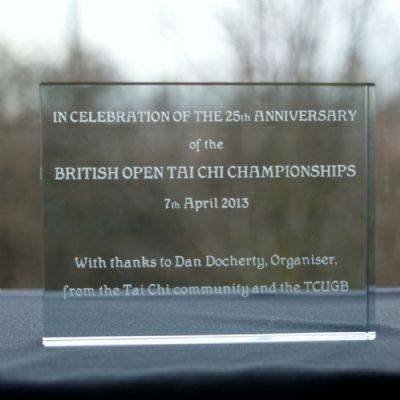 IN CELEBRATION OF THE 25th ANNIVERSARY
of the
BRITISH OPEN TAI CHI CHAMPIONSHIPS
7th April 2013
With thanks to Dan Docherty, Organiser,
from the Tai Chi community and the TCUGB